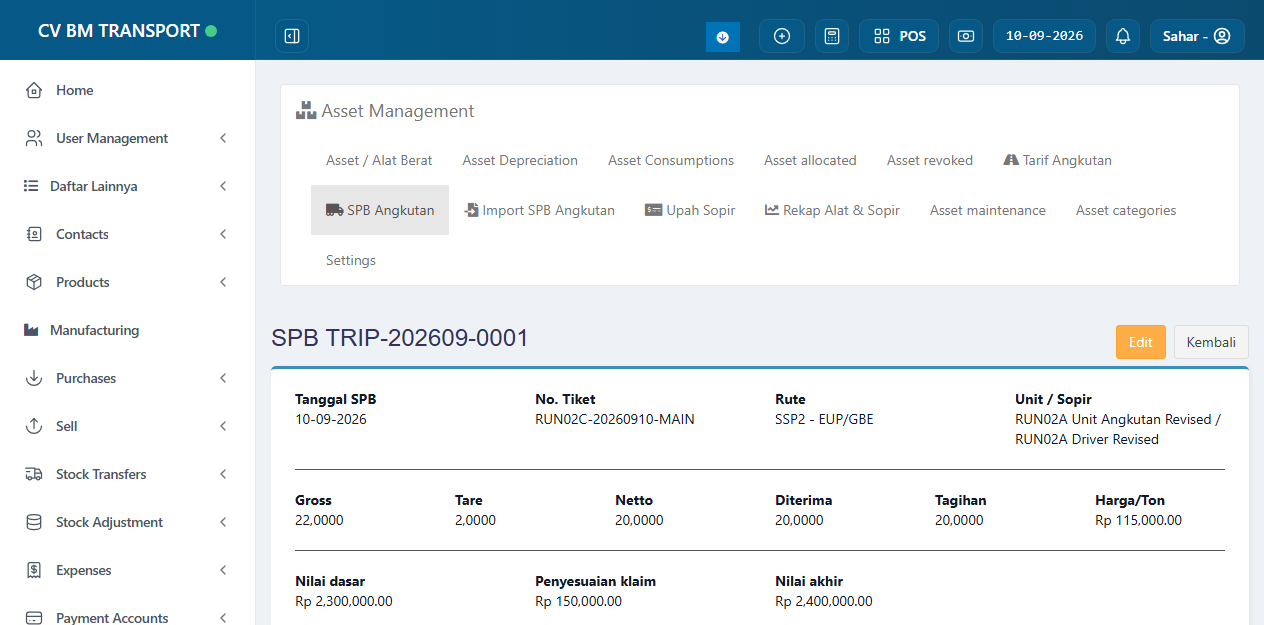 CV BM TRANSPORT
POS
10-09-2026
Sahar -
Home
User Management
Daftar Lainnya
Contacts
Products
Manufacturing
Purchases
Sell
Stock Transfers
Stock Adjustment
Expenses
Payment Accounts
Asset Management
Asset / Alat Berat
Asset Depreciation
Asset Consumptions
Asset allocated
Asset revoked
Tarif Angkutan
SPB Angkutan
Import SPB Angkutan
Upah Sopir
Rekap Alat & Sopir
Asset maintenance
Asset categories
Settings
SPB TRIP-202609-0001
Edit
Kembali
Tanggal SPB
10-09-2026
No. Tiket
RUN02C-20260910-MAIN
Rute
SSP2 - EUP/GBE
Unit / Sopir
RUN02A Unit Angkutan Revised /
RUN02A Driver Revised
Gross
22,0000
Tare
2,0000
Netto
20,0000
Diterima
20,0000
Tagihan
20,0000
Harga/Ton
Rp 115,000.00
Nilai dasar
Rp 2,300,000.00
Penyesuaian klaim
Rp 150,000.00
Nilai akhir
Rp 2,400,000.00